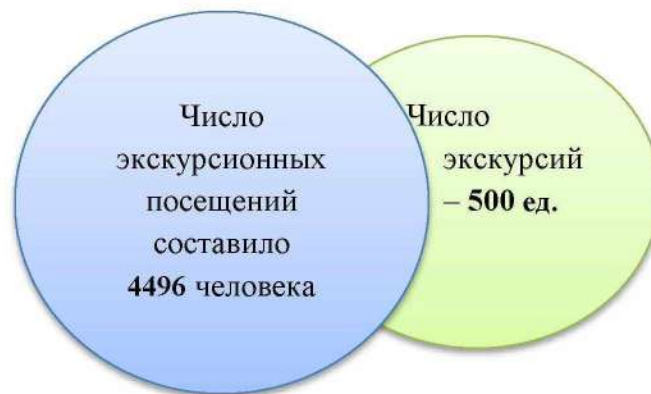 Число
экскурсионных
посещений
составило
4496 человека
Число
экскурсий
– 500 ед.